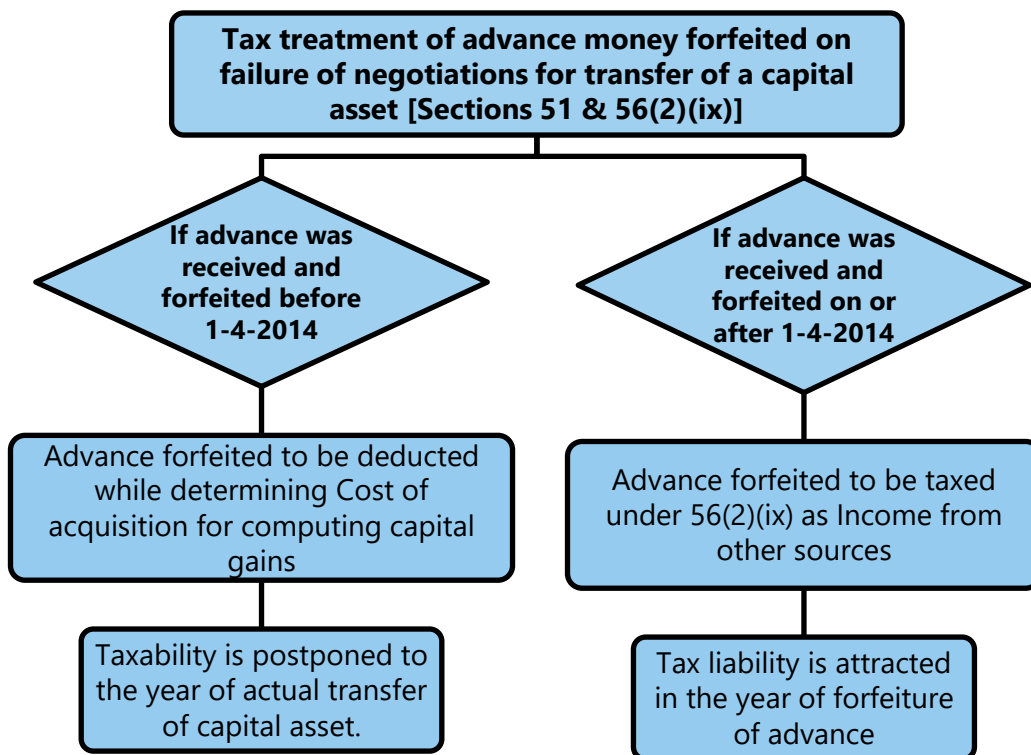 Tax treatment of advance money forfeited on
failure of negotiations for transfer of a capital
asset [Sections 51 & 56(2)(ix)]
If advance was
received and
forfeited before
1-4-2014
If advance was
received and
forfeited on or
after 1-4-2014
Advance forfeited to be deducted
while determining Cost of
acquisition for computing capital
gains
Advance forfeited to be taxed
under 56(2)(ix) as Income from
other sources
Taxability is postponed to
the year of actual transfer
of capital asset.
Tax liability is attracted
in the year of forfeiture
of advance